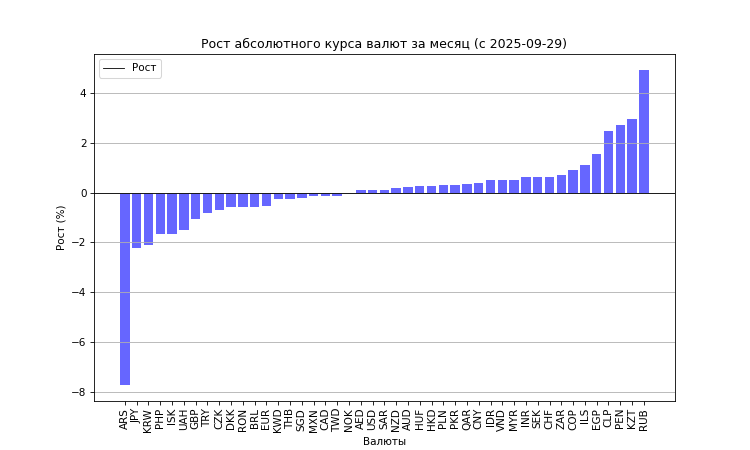 Рост абсолютного курса валют за месяц (с 2025-09-29)
Рост
4
2
0
−2
−4
−6
−8
Рост (%)
ARS JPY KRW PHP ISK UAH GBP TRY CZK DKK RON BRL EUR KWD THB SGD MXN CAD TWD NOK AED USD SAR NZD AUD HUF HKD PLN PKR QAR CNY IDR VND MYR INR SEK CHF ZAR COP ILS EGP CLP PEN KZT RUB
Валюты